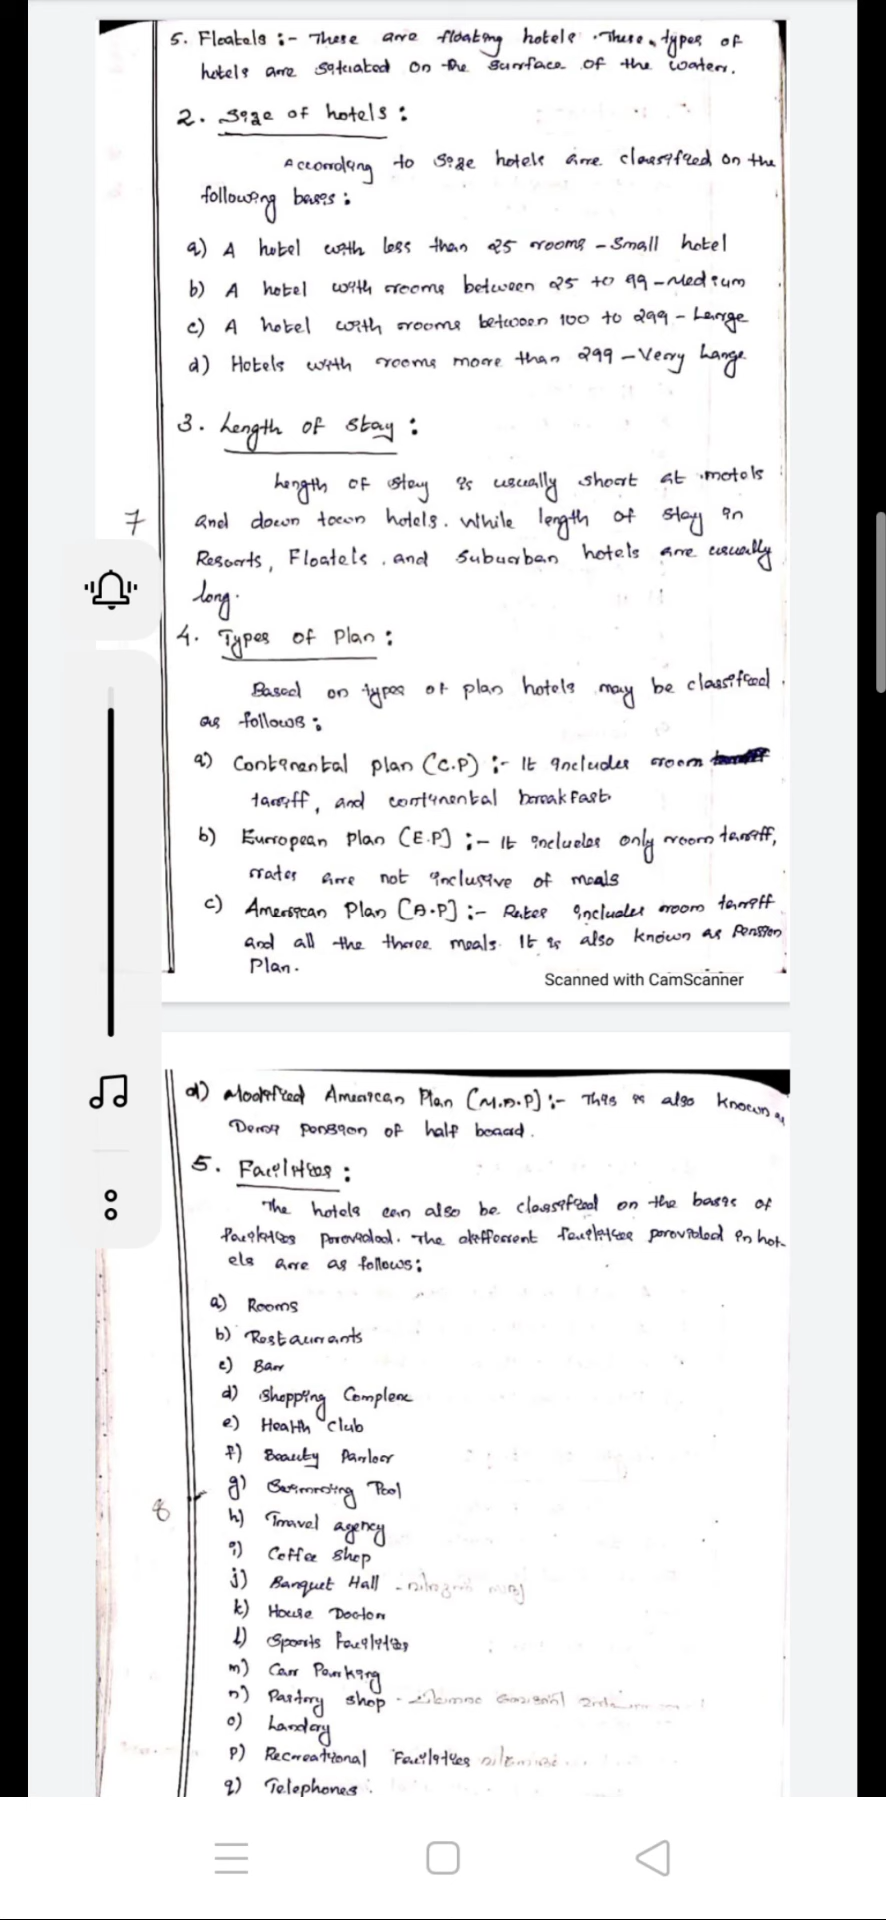 5. Floatels :- These are floating hotels. These types of
hotels are situated on the surface of the water.
2. Size of hotels :
According to size hotels are classified on the
following bases :
a) A hotel with less than 25 rooms - Small hotel
b) A hotel with rooms between 25 to 99 - Medium
c) A hotel with rooms between 100 to 299 - Large
d) Hotels with rooms more than 299 - Very Large
3. Length of Stay :
Length of stay is usually short at motels
7 and down town hotels. While length of stay in
Resorts, Floatels, and suburban hotels are usually
long.
4. Types of Plan :
Based on types of plan hotels may be classified
as follows :
a) Continental plan (C.P) :- It includes room
tariff, and continental breakfast.
b) European Plan [E.P] :- It includes only room tariff,
rates are not inclusive of meals
c) American Plan [A.P] :- Rates includes room tariff
and all the three meals. It is also known as Pension
Plan.
Scanned with CamScanner
d) Modified American Plan [M.A.P] :- This is also known as
Demi pension of half board.
5. Facilities :
The hotels can also be classified on the basis of
facilities provided. The different facilities provided in hot-
els are as follows :
a) Rooms
b) Restaurants
c) Bar
d) Shopping Complex
e) Health Club
f) Beauty Parlor
8 g) Swimming Pool
h) Travel agency
i) Coffee Shop
j) Banquet Hall -
k) House Doctor
l) Sports Facilities
m) Car Parking
n) Pastry shop -
o) Landry
p) Recreational Facilities
q) Telephones.